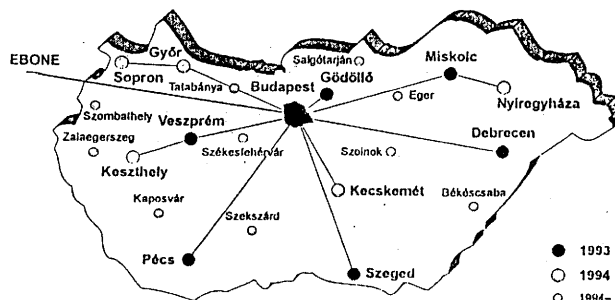 EBONE
Győr
Sopron
Salgótarján
Gödöllő
Miskolc
Tatabánya
Budapest
Eger
Nyíregyháza
Szombathely
Veszprém
Debrecen
Zalaegerszeg
Székesfehérvár
Szolnok
Keszthely
Kecskemét
Békéscsaba
Kaposvár
Szekszárd
Pécs
Szeged
1993
1994
1994-